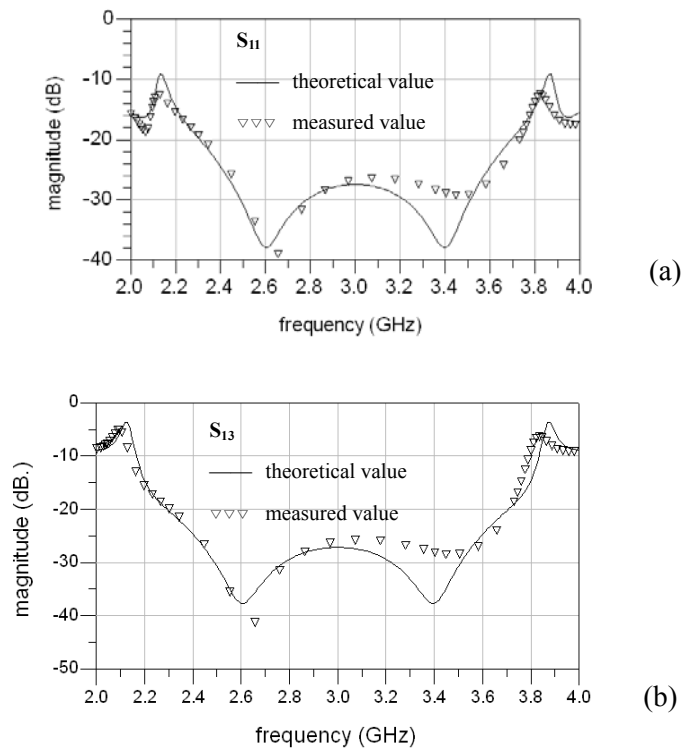 0
S₁₁
-10
theoretical value
▽▽▽ measured value
-20
-30
-40
magnitude (dB)
2.0 2.2 2.4 2.6 2.8 3.0 3.2 3.4 3.6 3.8 4.0
frequency (GHz)
(a)
0
S₁₃
-10
theoretical value
-20
▽▽▽ measured value
-30
-40
-50
magnitude (dB.)
2.0 2.2 2.4 2.6 2.8 3.0 3.2 3.4 3.6 3.8 4.0
frequency (GHz)
(b)